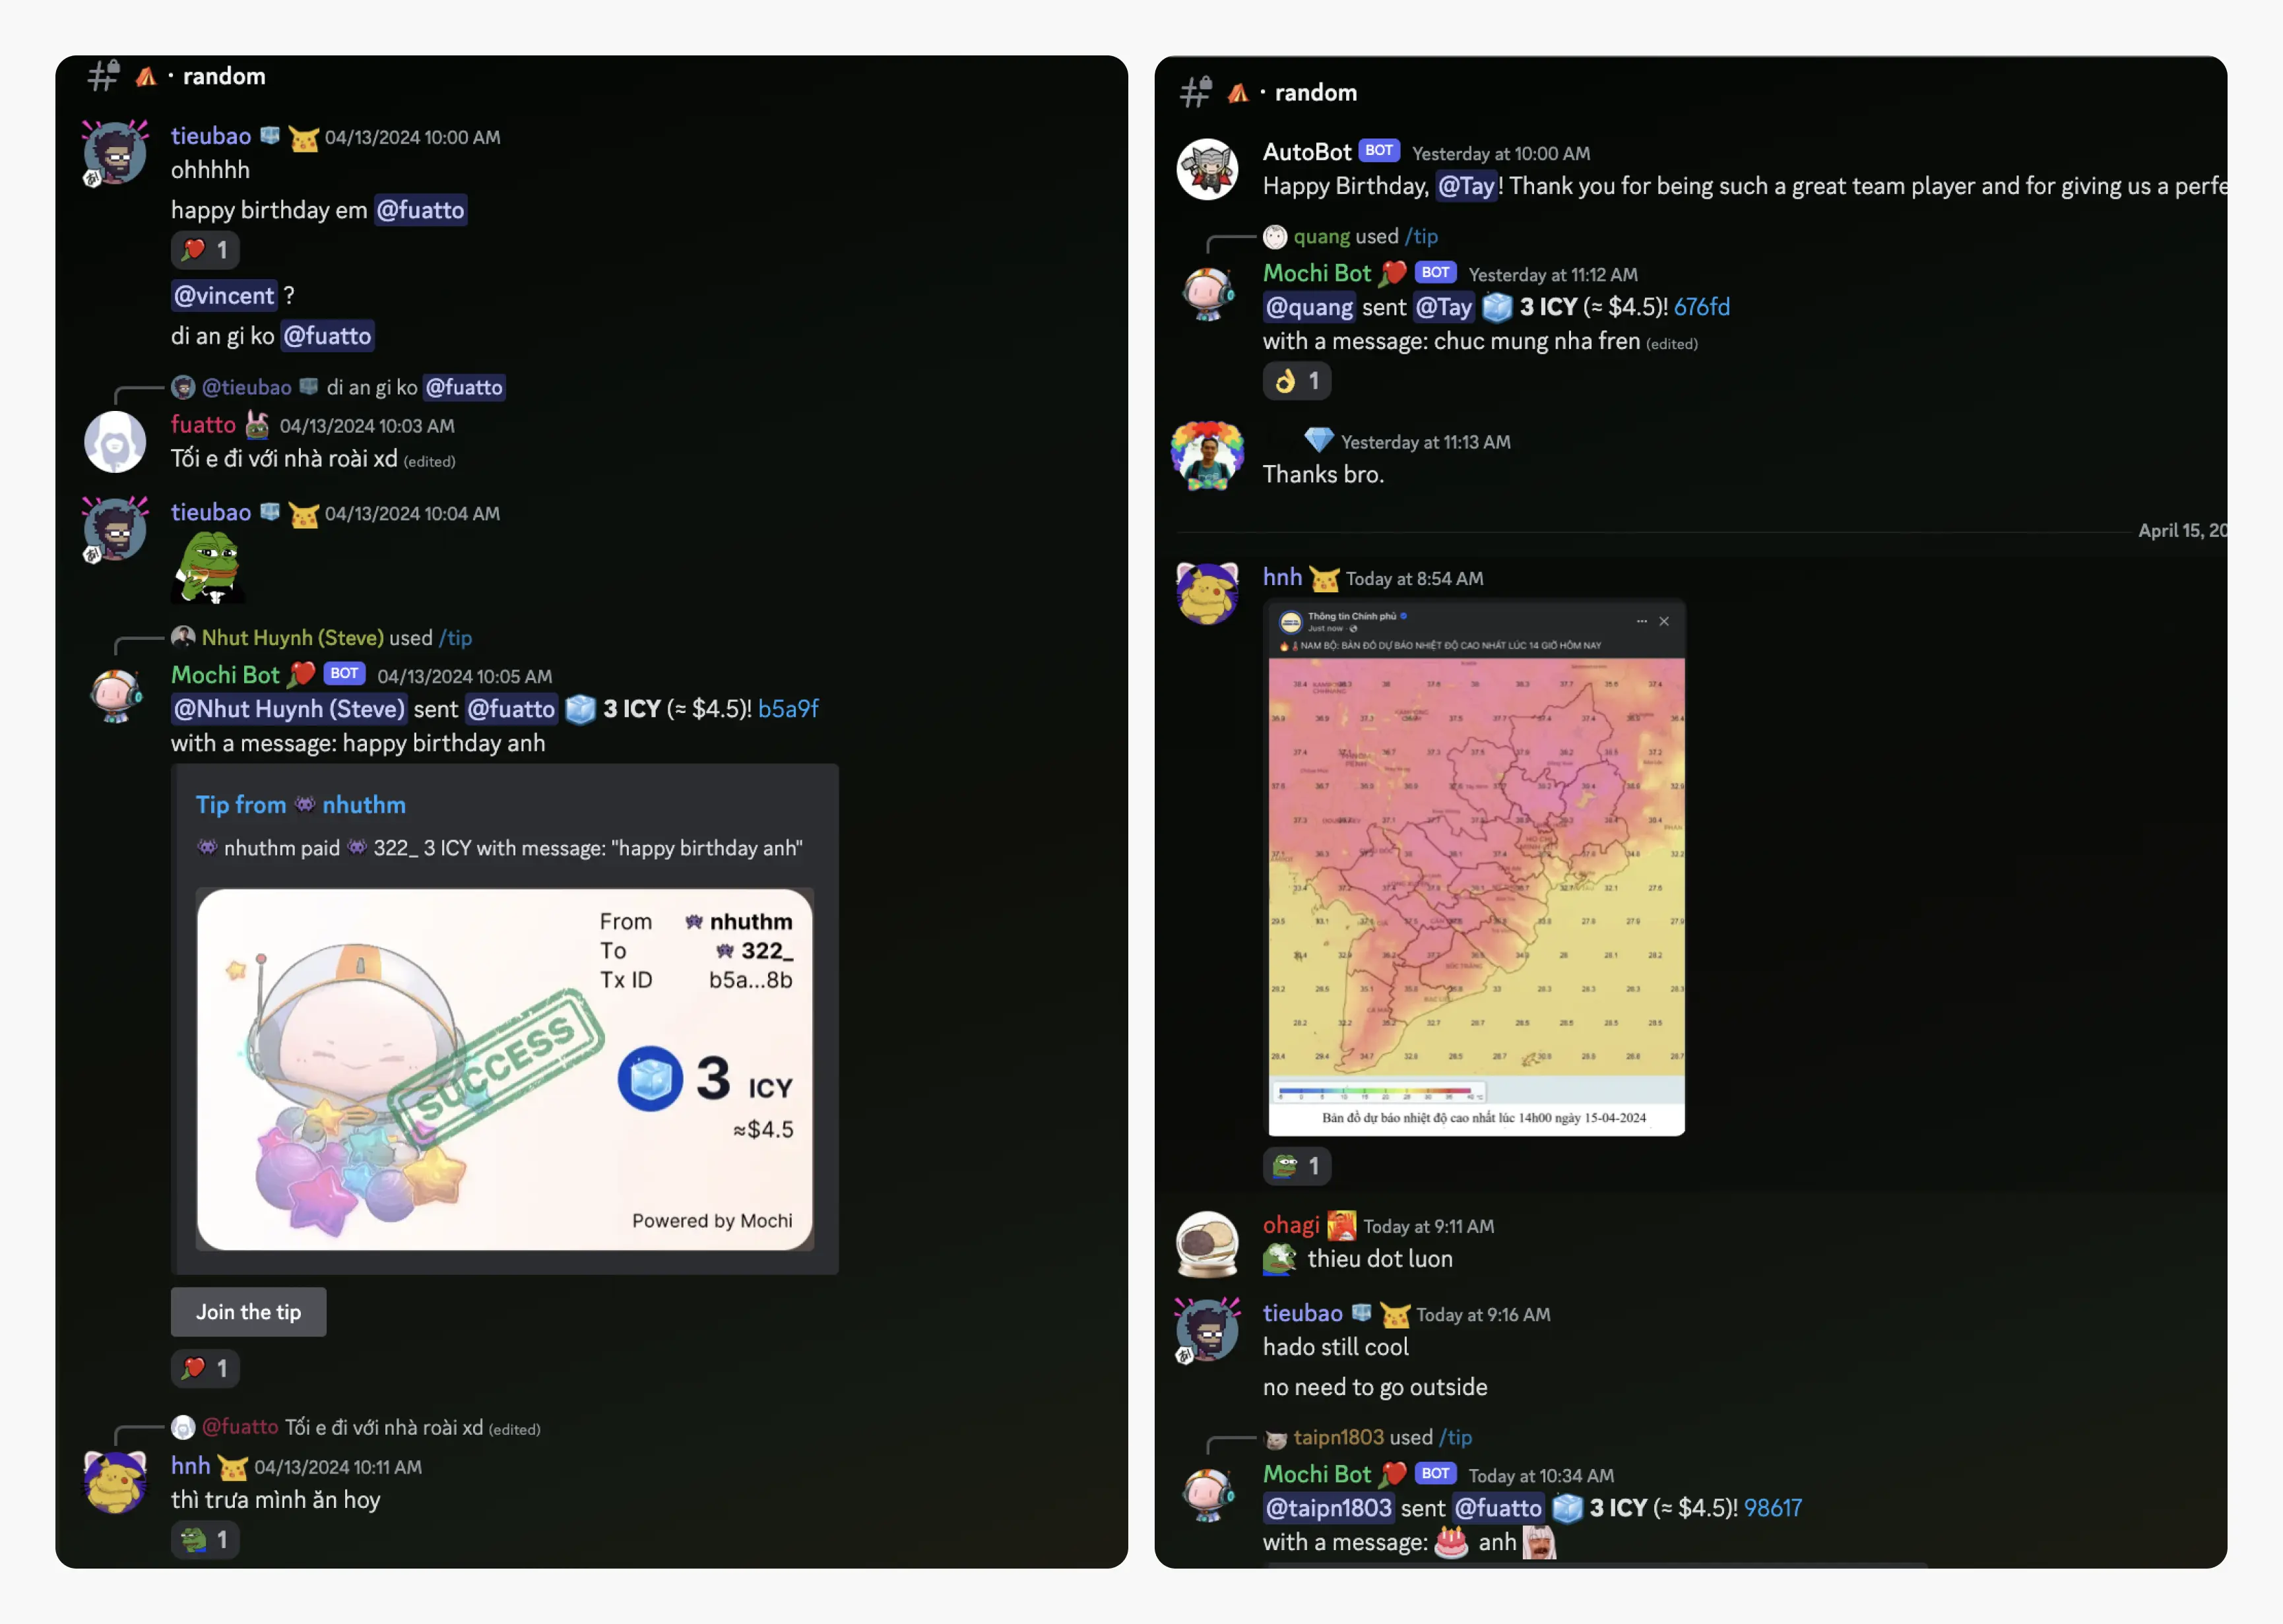 random
tieubao 04/13/2024 10:00 AM
ohhhhh
happy birthday em @fuatto
1
@vincent ?
di an gi ko @fuatto
@tieubao di an gi ko @fuatto
fuatto 04/13/2024 10:03 AM
Tối e đi với nhà roài xd (edited)
tieubao 04/13/2024 10:04 AM
Nhut Huynh (Steve) used /tip
Mochi Bot BOT 04/13/2024 10:05 AM
@Nhut Huynh (Steve) sent @fuatto 3 ICY (≈ $4.5)! b5a9f
with a message: happy birthday anh
Tip from nhuthm
nhuthm paid 322_ 3 ICY with message: "happy birthday anh"
From nhuthm
To 322_
Tx ID b5a...8b
SUCCESS
3 ICY
≈$4.5
Powered by Mochi
Join the tip
1
@fuatto Tối e đi với nhà roài xd (edited)
hnh 04/13/2024 10:11 AM
thì trưa mình ăn hoy
1
random
AutoBot BOT Yesterday at 10:00 AM
Happy Birthday, @Tay! Thank you for being such a great team player and for giving us a perfe
quang used /tip
Mochi Bot BOT Yesterday at 11:12 AM
@quang sent @Tay 3 ICY (≈ $4.5)! 676fd
with a message: chuc mung nha fren (edited)
1
Yesterday at 11:13 AM
Thanks bro.
April 15, 20
hnh Today at 8:54 AM
Thông tin Chính phủ
Just now
NAM BỘ: BẢN ĐỒ DỰ BÁO NHIỆT ĐỘ CAO NHẤT LÚC 14 GIỜ HÔM NAY
Bản đồ dự báo nhiệt độ cao nhất lúc 14h00 ngày 15-04-2024
1
ohagi Today at 9:11 AM
thieu dot luon
tieubao Today at 9:16 AM
hado still cool
no need to go outside
taipn1803 used /tip
Mochi Bot BOT Today at 10:34 AM
@taipn1803 sent @fuatto 3 ICY (≈ $4.5)! 98617
with a message: anh